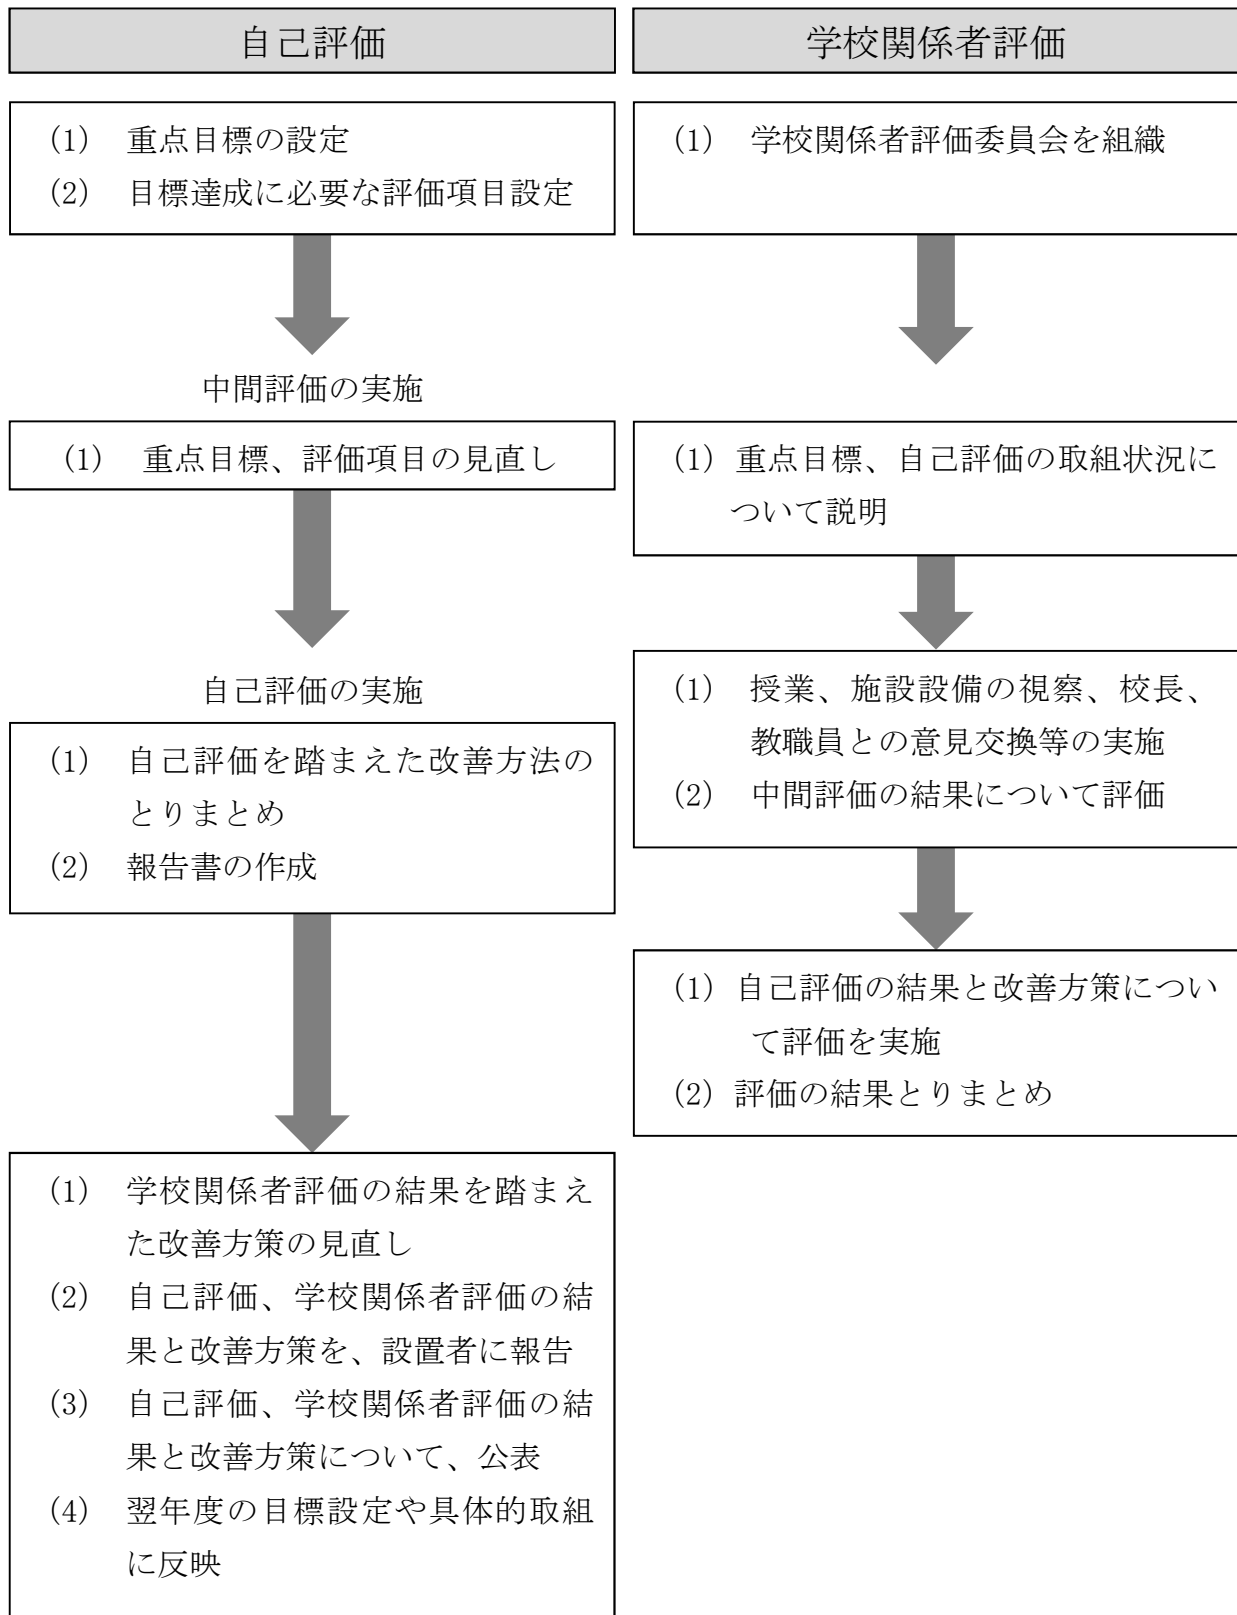 自己評価
(1) 重点目標の設定
(2) 目標達成に必要な評価項目設定
中間評価の実施
(1) 重点目標、評価項目の見直し
自己評価の実施
(1) 自己評価を踏まえた改善方法の
とりまとめ
(2) 報告書の作成
(1) 学校関係者評価の結果を踏まえ
た改善方策の見直し
(2) 自己評価、学校関係者評価の結
果と改善方策を、設置者に報告
(3) 自己評価、学校関係者評価の結
果と改善方策について、公表
(4) 翌年度の目標設定や具体的取組
に反映
学校関係者評価
(1) 学校関係者評価委員会を組織
(1) 重点目標、自己評価の取組状況に
ついて説明
(1) 授業、施設設備の視察、校長、
教職員との意見交換等の実施
(2) 中間評価の結果について評価
(1) 自己評価の結果と改善方策につい
て評価を実施
(2) 評価の結果とりまとめ